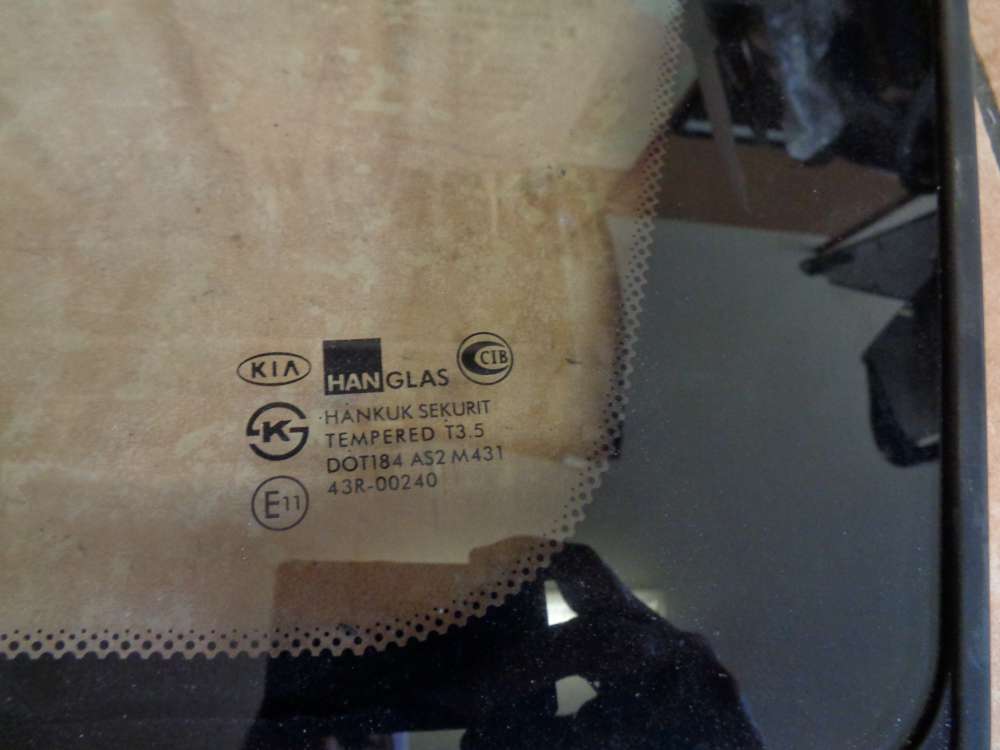 KIA HANGLAS CIB
K HANKUK SEKURIT
TEMPERED T3.5
DOT184 AS2 M431
E11 43R-00240